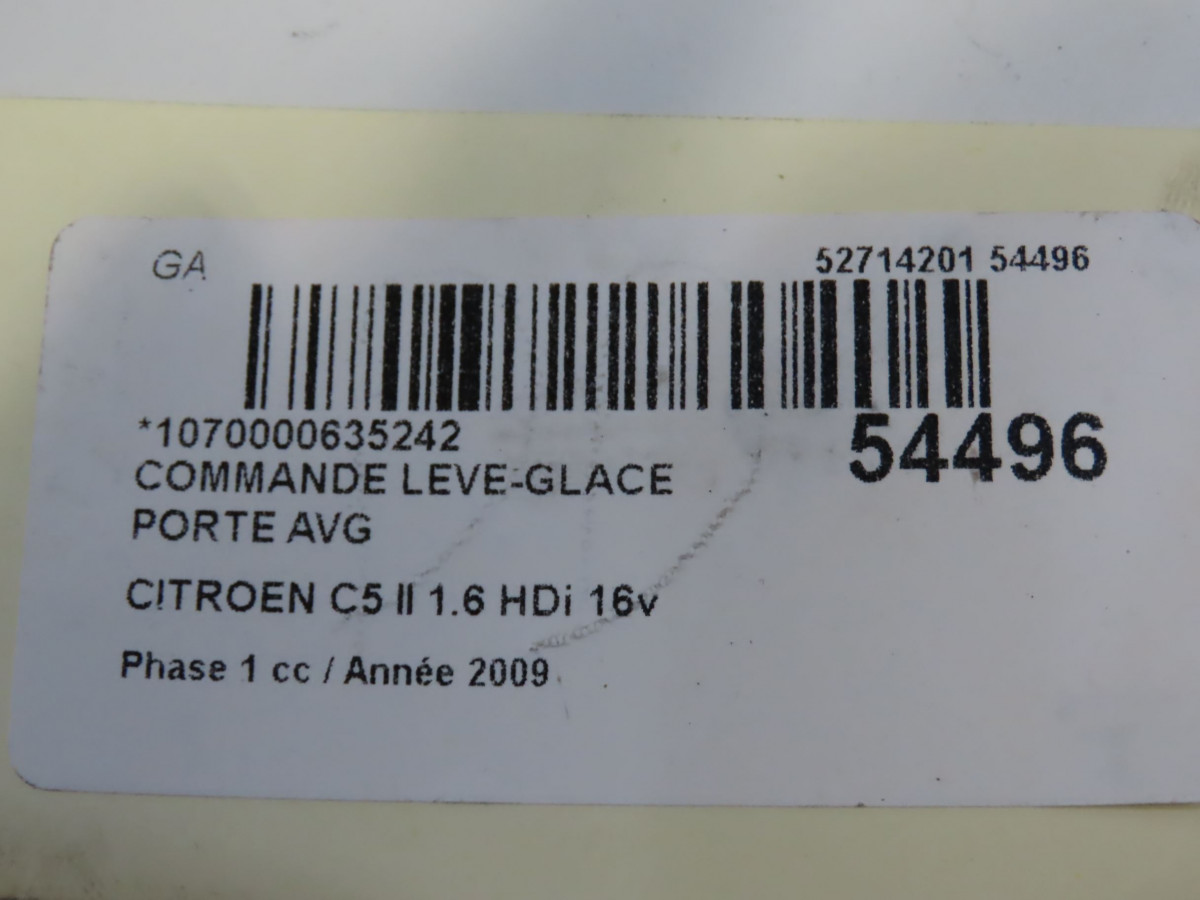 GA
52714201 54496
*1070000635242
54496
COMMANDE LEVE-GLACE
PORTE AVG
CITROEN C5 II 1.6 HDi 16v
Phase 1 cc / Année 2009